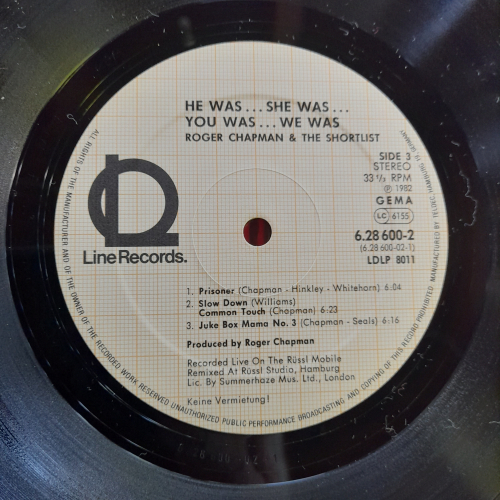 HE WAS... SHE WAS...
YOU WAS... WE WAS
ROGER CHAPMAN & THE SHORTLIST
SIDE 3
STEREO
33 1/3 RPM
℗ 1982
GEMA
LC 6155
6.28 600-2
(6.28 600-02-1)
LDLP 8011
Line Records.
1. Prisoner (Chapman - Hinkley - Whitehorn) 6:04
2. Slow Down (Williams)
Common Touch (Chapman) 6:23
3. Juke Box Mama No. 3 (Chapman - Seals) 6:16
Produced by Roger Chapman
Recorded Live On The Rüssl Mobile
Remixed At Rüssl Studio, Hamburg
Lic. By Summerhaze Mus. Ltd., London
Keine Vermietung!
ALL RIGHTS OF THE MANUFACTURER AND OF THE OWNER OF THE RECORDED WORK RESERVED UNAUTHORIZED PUBLIC PERFORMANCE BROADCASTING AND COPYING OF THIS RECORD PROHIBITED. MANUFACTURED BY TELDEC HAMBURG, W. GERMANY